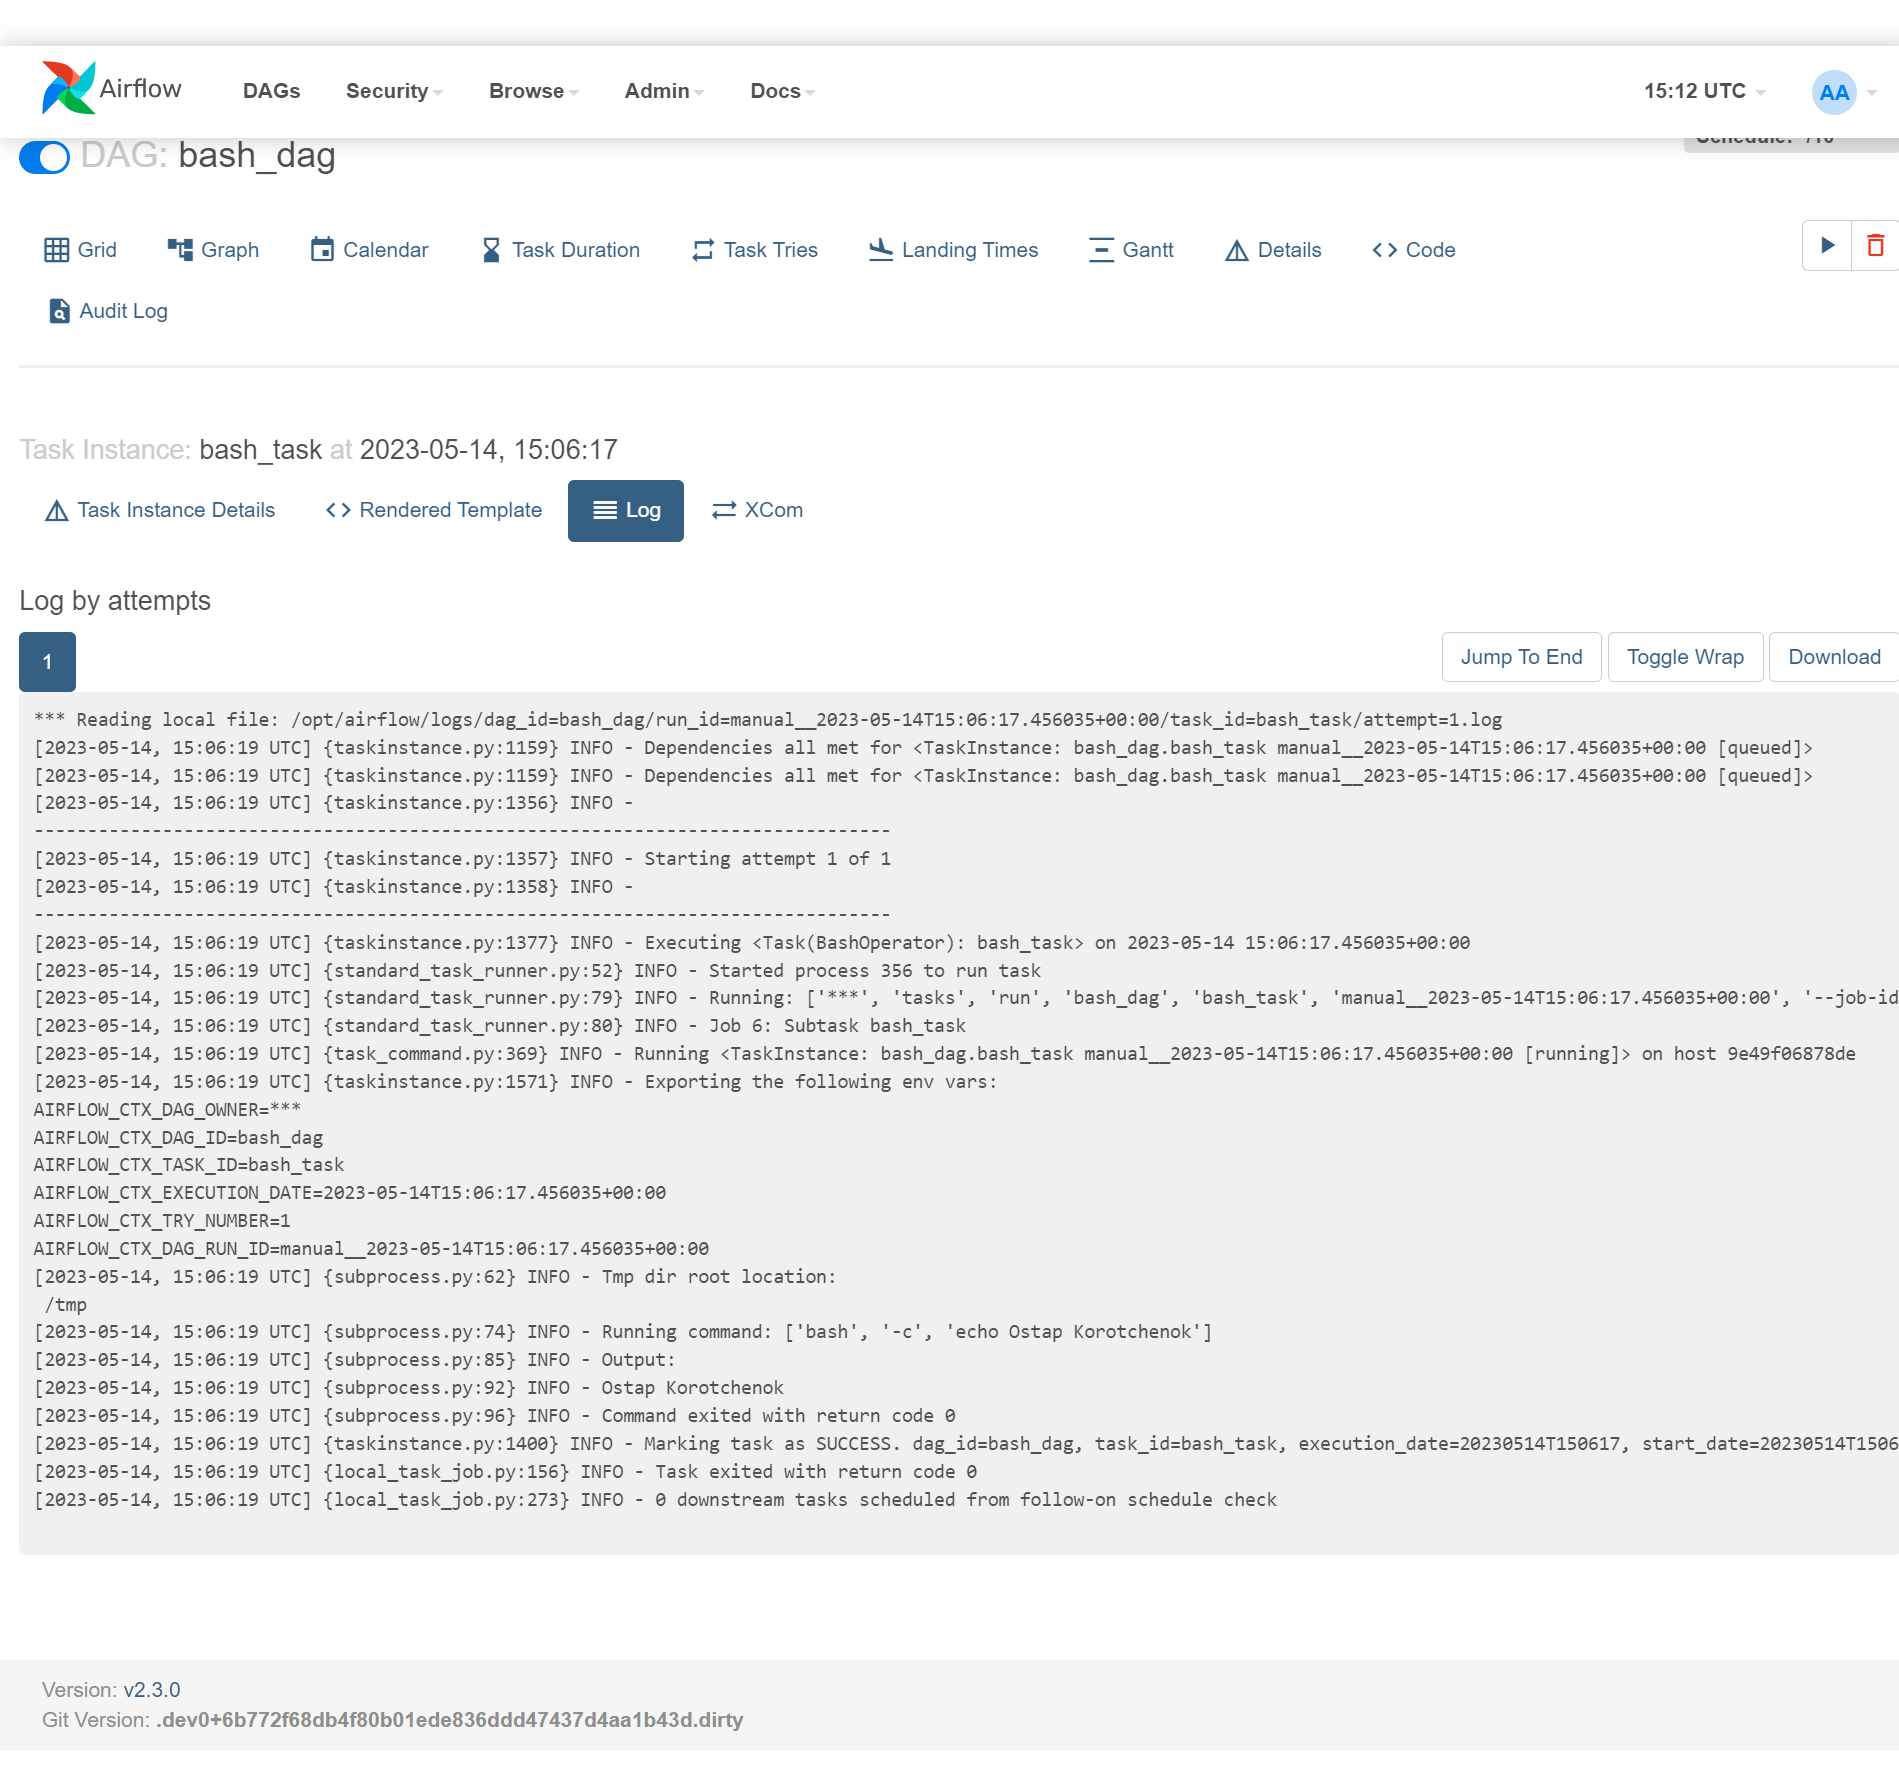 Airflow DAGs Security Browse Admin Docs 15:12 UTC AA
DAG: bash_dag
Grid Graph Calendar Task Duration Task Tries Landing Times Gantt Details Code
Audit Log
Task Instance: bash_task at 2023-05-14, 15:06:17
Task Instance Details Rendered Template Log XCom
Log by attempts
1 Jump To End Toggle Wrap Download
*** Reading local file: /opt/airflow/logs/dag_id=bash_dag/run_id=manual__2023-05-14T15:06:17.456035+00:00/task_id=bash_task/attempt=1.log
[2023-05-14, 15:06:19 UTC] {taskinstance.py:1159} INFO - Dependencies all met for <TaskInstance: bash_dag.bash_task manual__2023-05-14T15:06:17.456035+00:00 [queued]>
[2023-05-14, 15:06:19 UTC] {taskinstance.py:1159} INFO - Dependencies all met for <TaskInstance: bash_dag.bash_task manual__2023-05-14T15:06:17.456035+00:00 [queued]>
[2023-05-14, 15:06:19 UTC] {taskinstance.py:1356} INFO -
--------------------------------------------------------------------------------
[2023-05-14, 15:06:19 UTC] {taskinstance.py:1357} INFO - Starting attempt 1 of 1
[2023-05-14, 15:06:19 UTC] {taskinstance.py:1358} INFO -
--------------------------------------------------------------------------------
[2023-05-14, 15:06:19 UTC] {taskinstance.py:1377} INFO - Executing <Task(BashOperator): bash_task> on 2023-05-14 15:06:17.456035+00:00
[2023-05-14, 15:06:19 UTC] {standard_task_runner.py:52} INFO - Started process 356 to run task
[2023-05-14, 15:06:19 UTC] {standard_task_runner.py:79} INFO - Running: ['***', 'tasks', 'run', 'bash_dag', 'bash_task', 'manual__2023-05-14T15:06:17.456035+00:00', '--job-id
[2023-05-14, 15:06:19 UTC] {standard_task_runner.py:80} INFO - Job 6: Subtask bash_task
[2023-05-14, 15:06:19 UTC] {task_command.py:369} INFO - Running <TaskInstance: bash_dag.bash_task manual__2023-05-14T15:06:17.456035+00:00 [running]> on host 9e49f06878de
[2023-05-14, 15:06:19 UTC] {taskinstance.py:1571} INFO - Exporting the following env vars:
AIRFLOW_CTX_DAG_OWNER=***
AIRFLOW_CTX_DAG_ID=bash_dag
AIRFLOW_CTX_TASK_ID=bash_task
AIRFLOW_CTX_EXECUTION_DATE=2023-05-14T15:06:17.456035+00:00
AIRFLOW_CTX_TRY_NUMBER=1
AIRFLOW_CTX_DAG_RUN_ID=manual__2023-05-14T15:06:17.456035+00:00
[2023-05-14, 15:06:19 UTC] {subprocess.py:62} INFO - Tmp dir root location:
 /tmp
[2023-05-14, 15:06:19 UTC] {subprocess.py:74} INFO - Running command: ['bash', '-c', 'echo Ostap Korotchenok']
[2023-05-14, 15:06:19 UTC] {subprocess.py:85} INFO - Output:
[2023-05-14, 15:06:19 UTC] {subprocess.py:92} INFO - Ostap Korotchenok
[2023-05-14, 15:06:19 UTC] {subprocess.py:96} INFO - Command exited with return code 0
[2023-05-14, 15:06:19 UTC] {taskinstance.py:1400} INFO - Marking task as SUCCESS. dag_id=bash_dag, task_id=bash_task, execution_date=20230514T150617, start_date=20230514T1506
[2023-05-14, 15:06:19 UTC] {local_task_job.py:156} INFO - Task exited with return code 0
[2023-05-14, 15:06:19 UTC] {local_task_job.py:273} INFO - 0 downstream tasks scheduled from follow-on schedule check
Version: v2.3.0
Git Version: .dev0+6b772f68db4f80b01ede836ddd47437d4aa1b43d.dirty